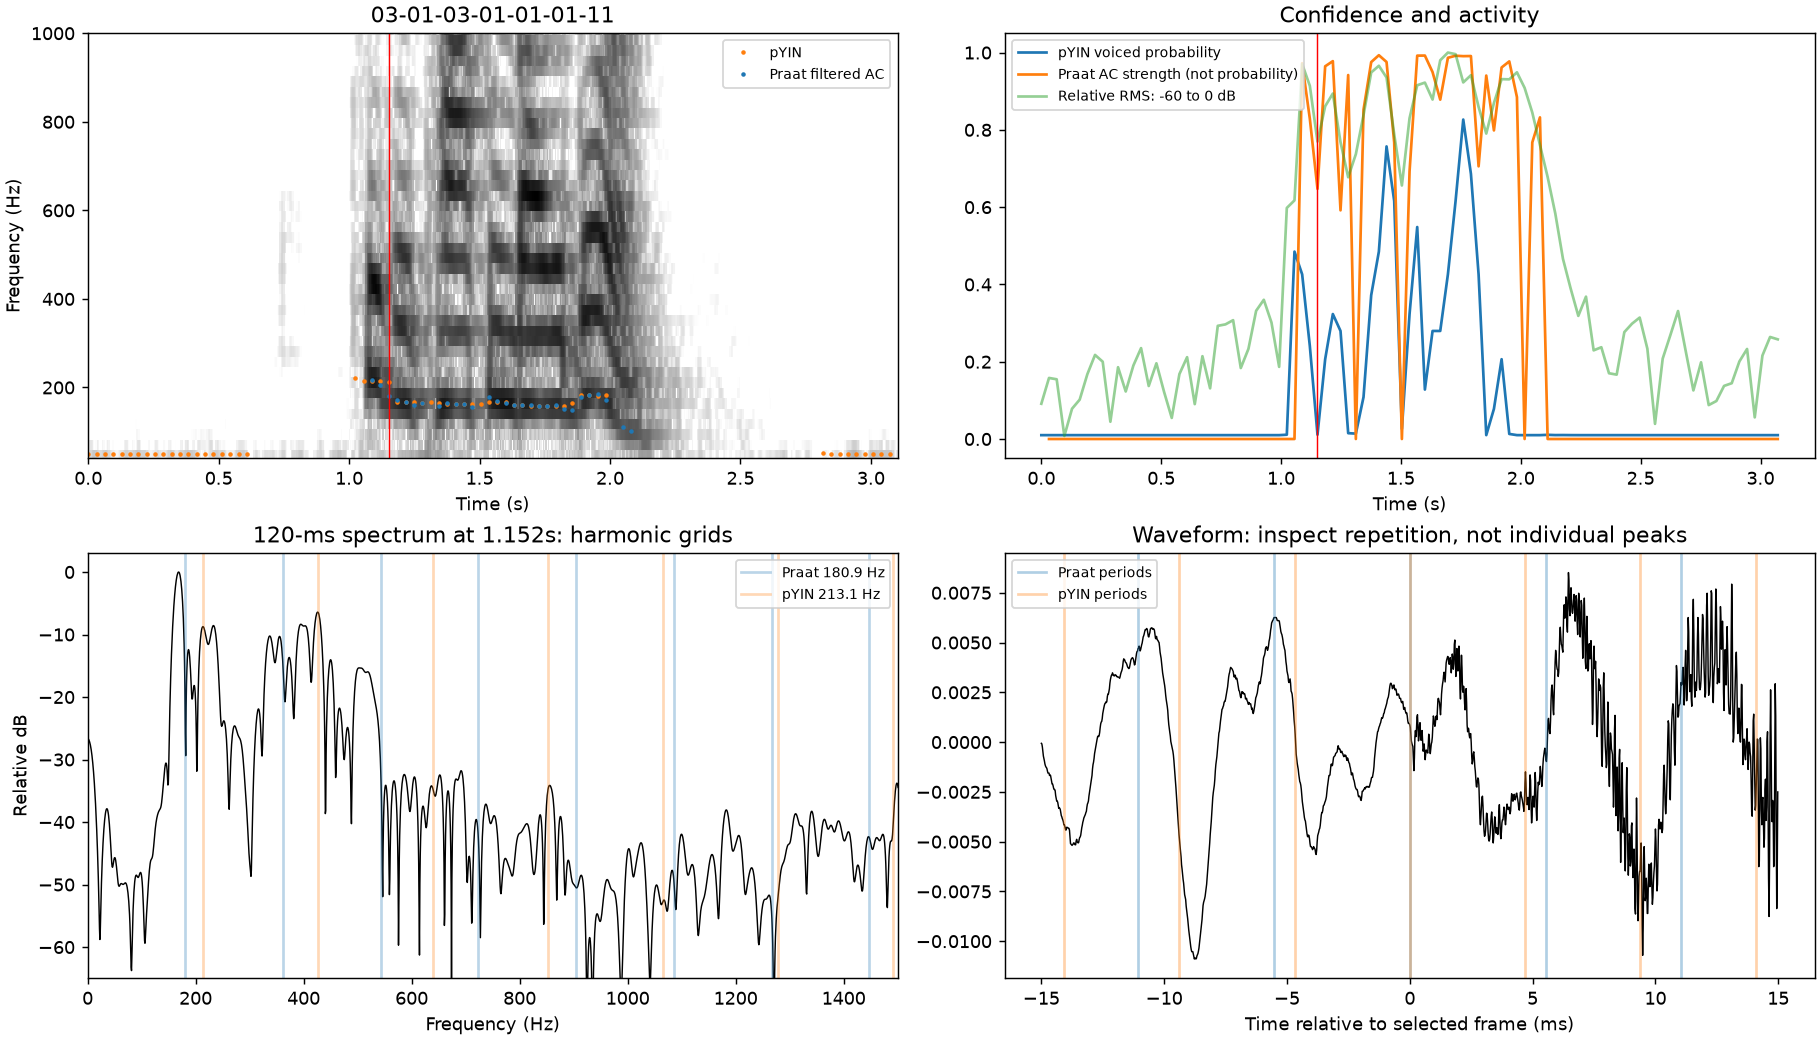 03-01-03-01-01-01-11
1000
800
600
400
200
Frequency (Hz)
pYIN
Praat filtered AC
0.0 0.5 1.0 1.5 2.0 2.5 3.0
Time (s)
Confidence and activity
1.0
0.8
0.6
0.4
0.2
0.0
pYIN voiced probability
Praat AC strength (not probability)
Relative RMS: -60 to 0 dB
0.0 0.5 1.0 1.5 2.0 2.5 3.0
Time (s)
120-ms spectrum at 1.152s: harmonic grids
0
−10
−20
−30
−40
−50
−60
Relative dB
Praat 180.9 Hz
pYIN 213.1 Hz
0 200 400 600 800 1000 1200 1400
Frequency (Hz)
Waveform: inspect repetition, not individual peaks
0.0075
0.0050
0.0025
0.0000
−0.0025
−0.0050
−0.0075
−0.0100
Praat periods
pYIN periods
−15 −10 −5 0 5 10 15
Time relative to selected frame (ms)